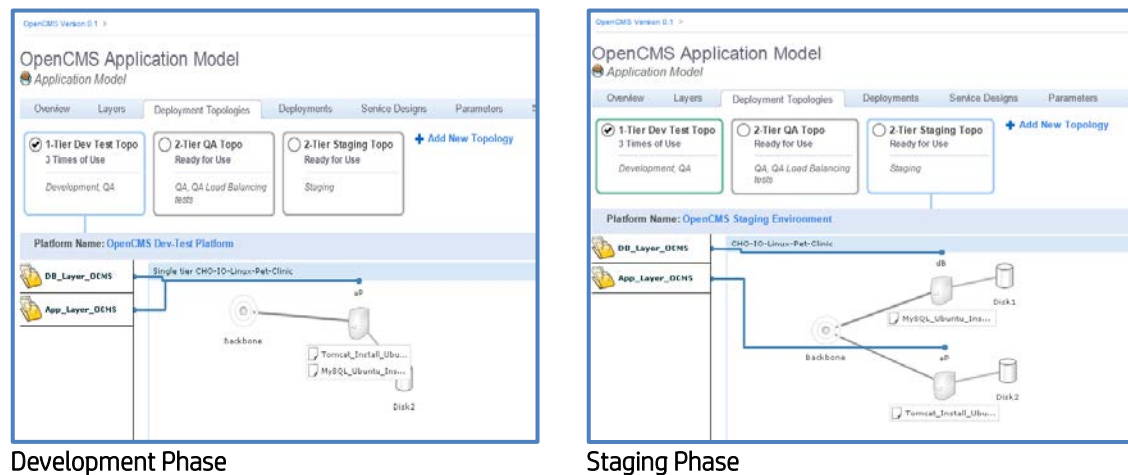 OpenCMS Version 0.1 >
OpenCMS Application Model
Application Model
Overview Layers Deployment Topologies Deployments Service Designs Parameters
1-Tier Dev Test Topo
3 Times of Use
Development, QA
2-Tier QA Topo
Ready for Use
QA, QA Load Balancing
tests
2-Tier Staging Topo
Ready for Use
Staging
Add New Topology
Platform Name: OpenCMS Dev-Test Platform
DB_Layer_OCMS
App_Layer_OCMS
Single tier CHO-IO-Linux-Pet-Clinic
aP
Backbone
Tomcat_Install_Ubu...
MySQL_Ubuntu_Ins...
Disk2
Development Phase
OpenCMS Version 0.1 >
OpenCMS Application Model
Application Model
Overview Layers Deployment Topologies Deployments Service Designs Parameters
1-Tier Dev Test Topo
3 Times of Use
Development, QA
2-Tier QA Topo
Ready for Use
QA, QA Load Balancing
tests
2-Tier Staging Topo
Ready for Use
Staging
Add New Topology
Platform Name: OpenCMS Staging Environment
DB_Layer_OCMS
App_Layer_OCMS
CHO-IO-Linux-Pet-Clinic
dB
Disk1
MySQL_Ubuntu_Ins...
Backbone
aP
Disk2
Tomcat_Install_Ubu...
Staging Phase